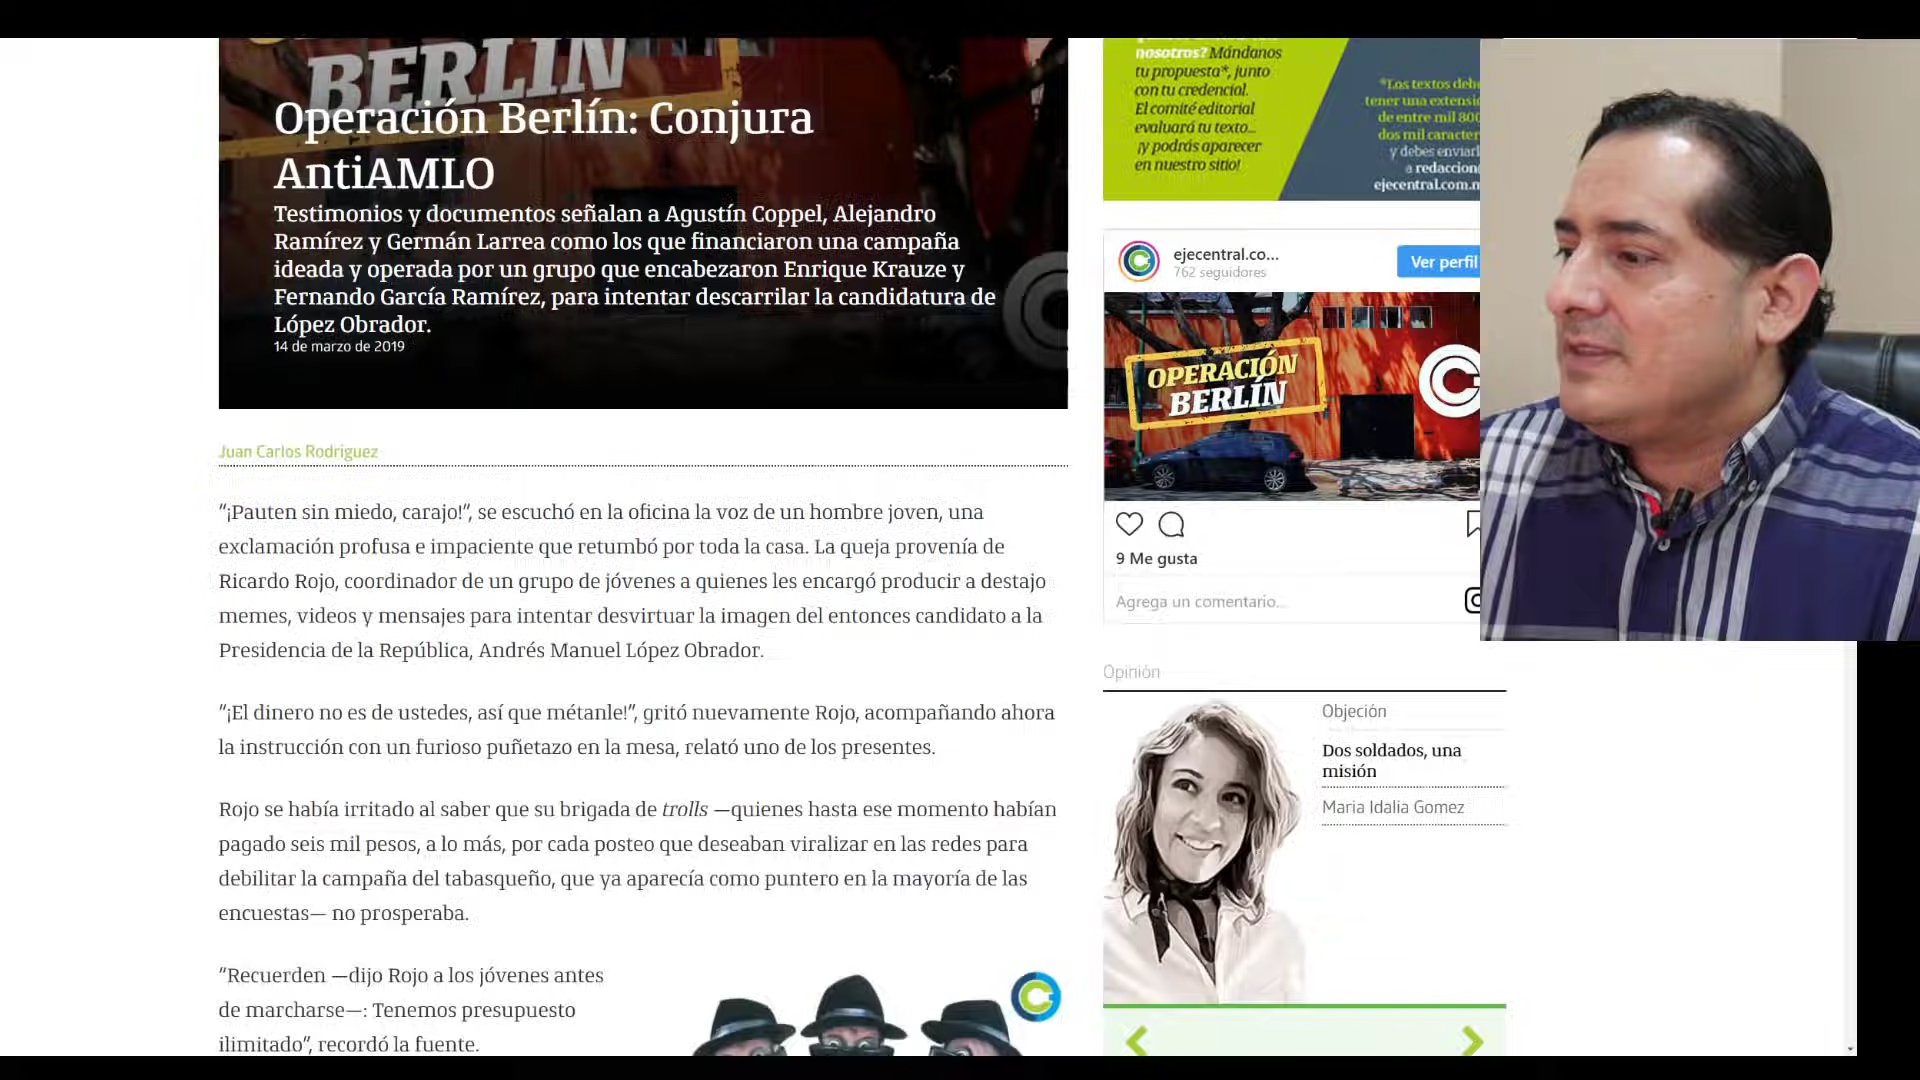 BERLÍN
Operación Berlín: Conjura
AntiAMLO
Testimonios y documentos señalan a Agustín Coppel, Alejandro
Ramírez y Germán Larrea como los que financiaron una campaña
ideada y operada por un grupo que encabezaron Enrique Krauze y
Fernando García Ramírez, para intentar descarrilar la candidatura de
López Obrador.
14 de marzo de 2019
Juan Carlos Rodríguez
“¡Pauten sin miedo, carajo!”, se escuchó en la oficina la voz de un hombre joven, una
exclamación profusa e impaciente que retumbó por toda la casa. La queja provenía de
Ricardo Rojo, coordinador de un grupo de jóvenes a quienes les encargó producir a destajo
memes, videos y mensajes para intentar desvirtuar la imagen del entonces candidato a la
Presidencia de la República, Andrés Manuel López Obrador.
“¡El dinero no es de ustedes, así que métanle!”, gritó nuevamente Rojo, acompañando ahora
la instrucción con un furioso puñetazo en la mesa, relató uno de los presentes.
Rojo se había irritado al saber que su brigada de trolls —quienes hasta ese momento habían
pagado seis mil pesos, a lo más, por cada posteo que deseaban viralizar en las redes para
debilitar la campaña del tabasqueño, que ya aparecía como puntero en la mayoría de las
encuestas— no prosperaba.
“Recuerden —dijo Rojo a los jóvenes antes
de marcharse—: Tenemos presupuesto
ilimitado”, recordó la fuente.
nosotros? Mándanos
tu propuesta*, junto
con tu credencial.
El comité editorial
evaluará tu texto...
¡y podrás aparecer
en nuestro sitio!
*Los textos debe
tener una extensi
de entre mil 800
dos mil caracter
y debes enviarl
a redaccion
ejecentral.com.m
ejecentral.co...
762 seguidores
Ver perfil
OPERACIÓN
BERLÍN
9 Me gusta
Agrega un comentario...
Opinión
Objeción
Dos soldados, una
misión
Maria Idalia Gomez